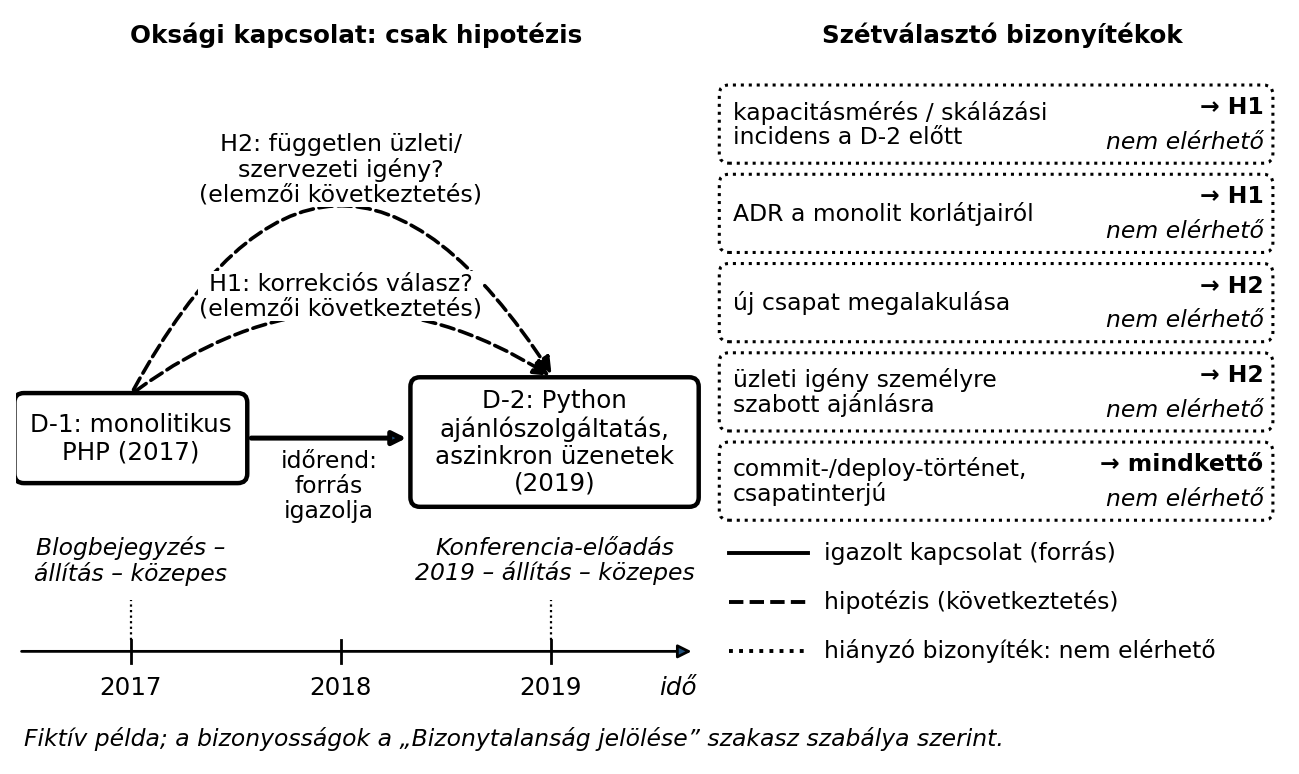 Oksági kapcsolat: csak hipotézis
H2: független üzleti/
szervezeti igény?
(elemzői következtetés)
H1: korrekciós válasz?
(elemzői következtetés)
D-1: monolitikus
PHP (2017)
időrend:
forrás
igazolja
D-2: Python
ajánlószolgáltatás,
aszinkron üzenetek
(2019)
Blogbejegyzés –
állítás – közepes
Konferencia-előadás
2019 – állítás – közepes
2017
2018
2019
idő
Szétválasztó bizonyítékok
kapacitásmérés / skálázási
incidens a D-2 előtt
→ H1
nem elérhető
ADR a monolit korlátjairól
→ H1
nem elérhető
új csapat megalakulása
→ H2
nem elérhető
üzleti igény személyre
szabott ajánlásra
→ H2
nem elérhető
commit-/deploy-történet,
csapatinterjú
→ mindkettő
nem elérhető
igazolt kapcsolat (forrás)
hipotézis (következtetés)
hiányzó bizonyíték: nem elérhető
Fiktív példa; a bizonyosságok a „Bizonytalanság jelölése” szakasz szabálya szerint.